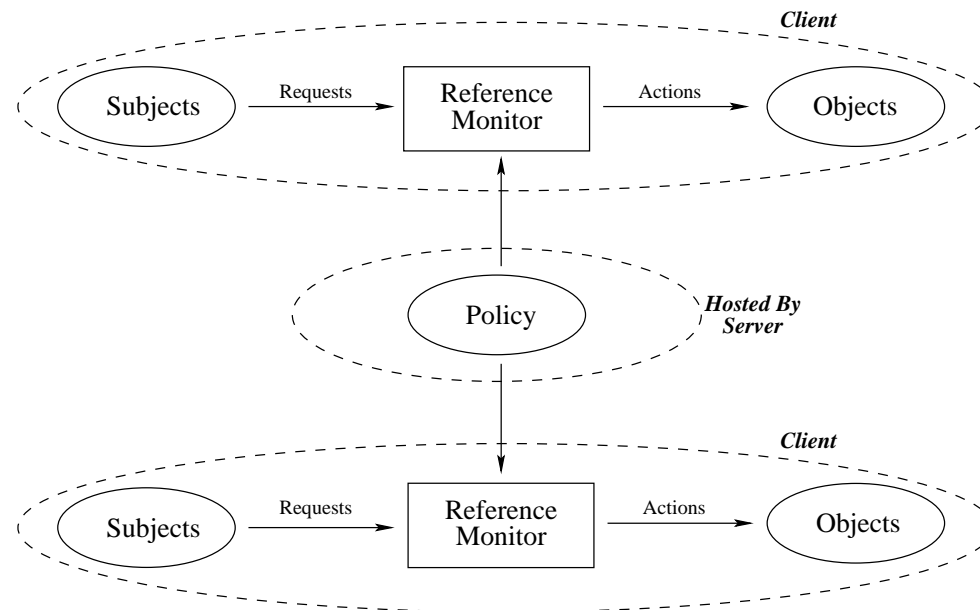 Client
Subjects
Requests
Reference
Monitor
Actions
Objects
Policy
Hosted By
Server
Client
Subjects
Requests
Reference
Monitor
Actions
Objects